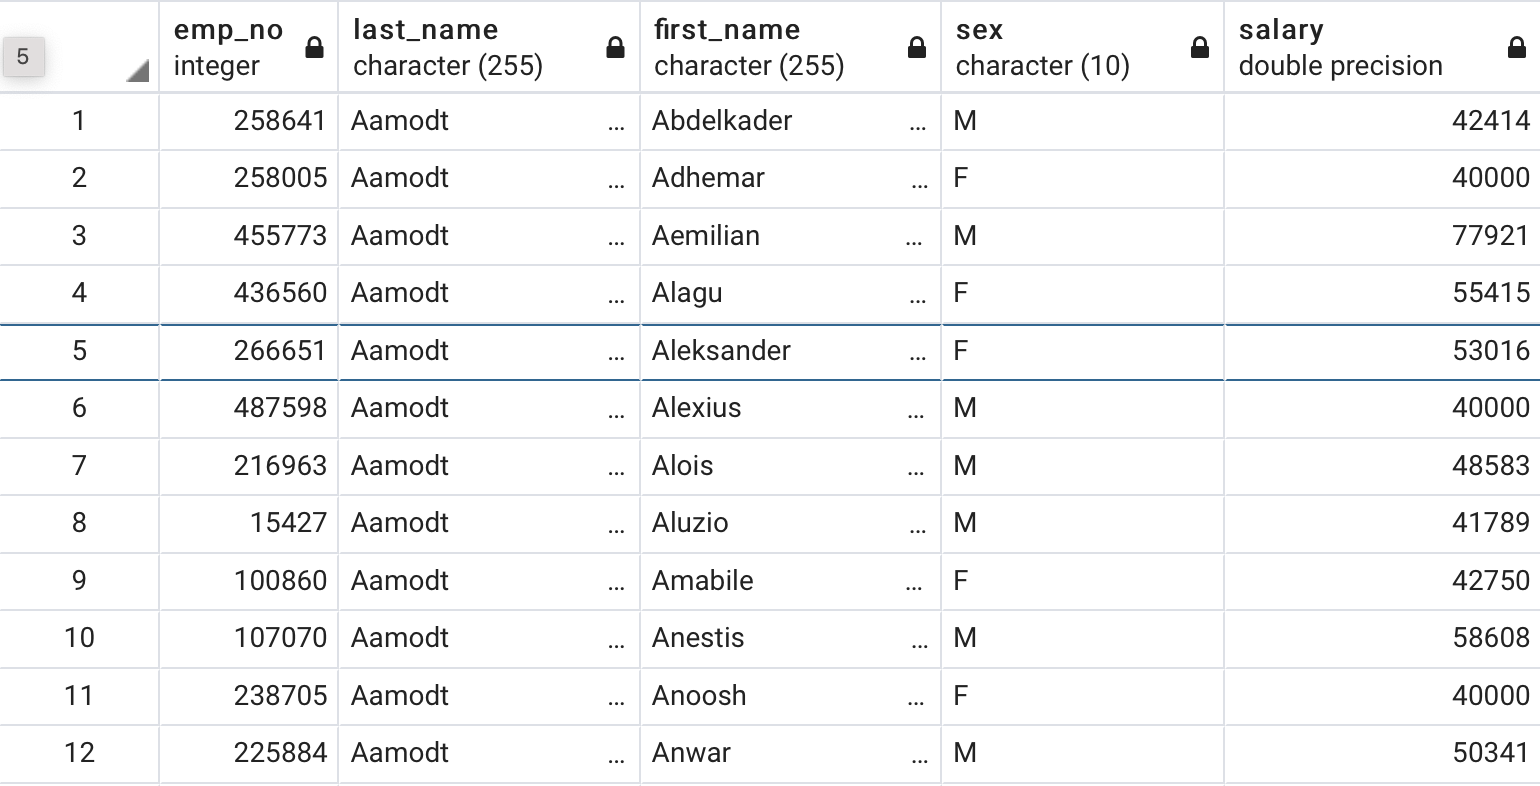 5
emp_no last_name first_name sex salary
integer character (255) character (255) character (10) double precision
1 258641 Aamodt ... Abdelkader ... M 42414
2 258005 Aamodt ... Adhemar ... F 40000
3 455773 Aamodt ... Aemilian ... M 77921
4 436560 Aamodt ... Alagu ... F 55415
5 266651 Aamodt ... Aleksander ... F 53016
6 487598 Aamodt ... Alexius ... M 40000
7 216963 Aamodt ... Alois ... M 48583
8 15427 Aamodt ... Aluzio ... M 41789
9 100860 Aamodt ... Amabile ... F 42750
10 107070 Aamodt ... Anestis ... M 58608
11 238705 Aamodt ... Anoosh ... F 40000
12 225884 Aamodt ... Anwar ... M 50341